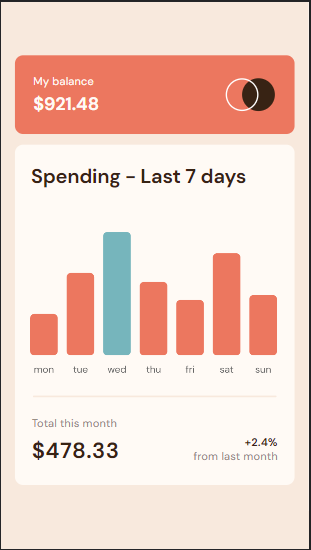 My balance
$921.48
Spending - Last 7 days
mon tue wed thu fri sat sun
Total this month
$478.33
+2.4%
from last month